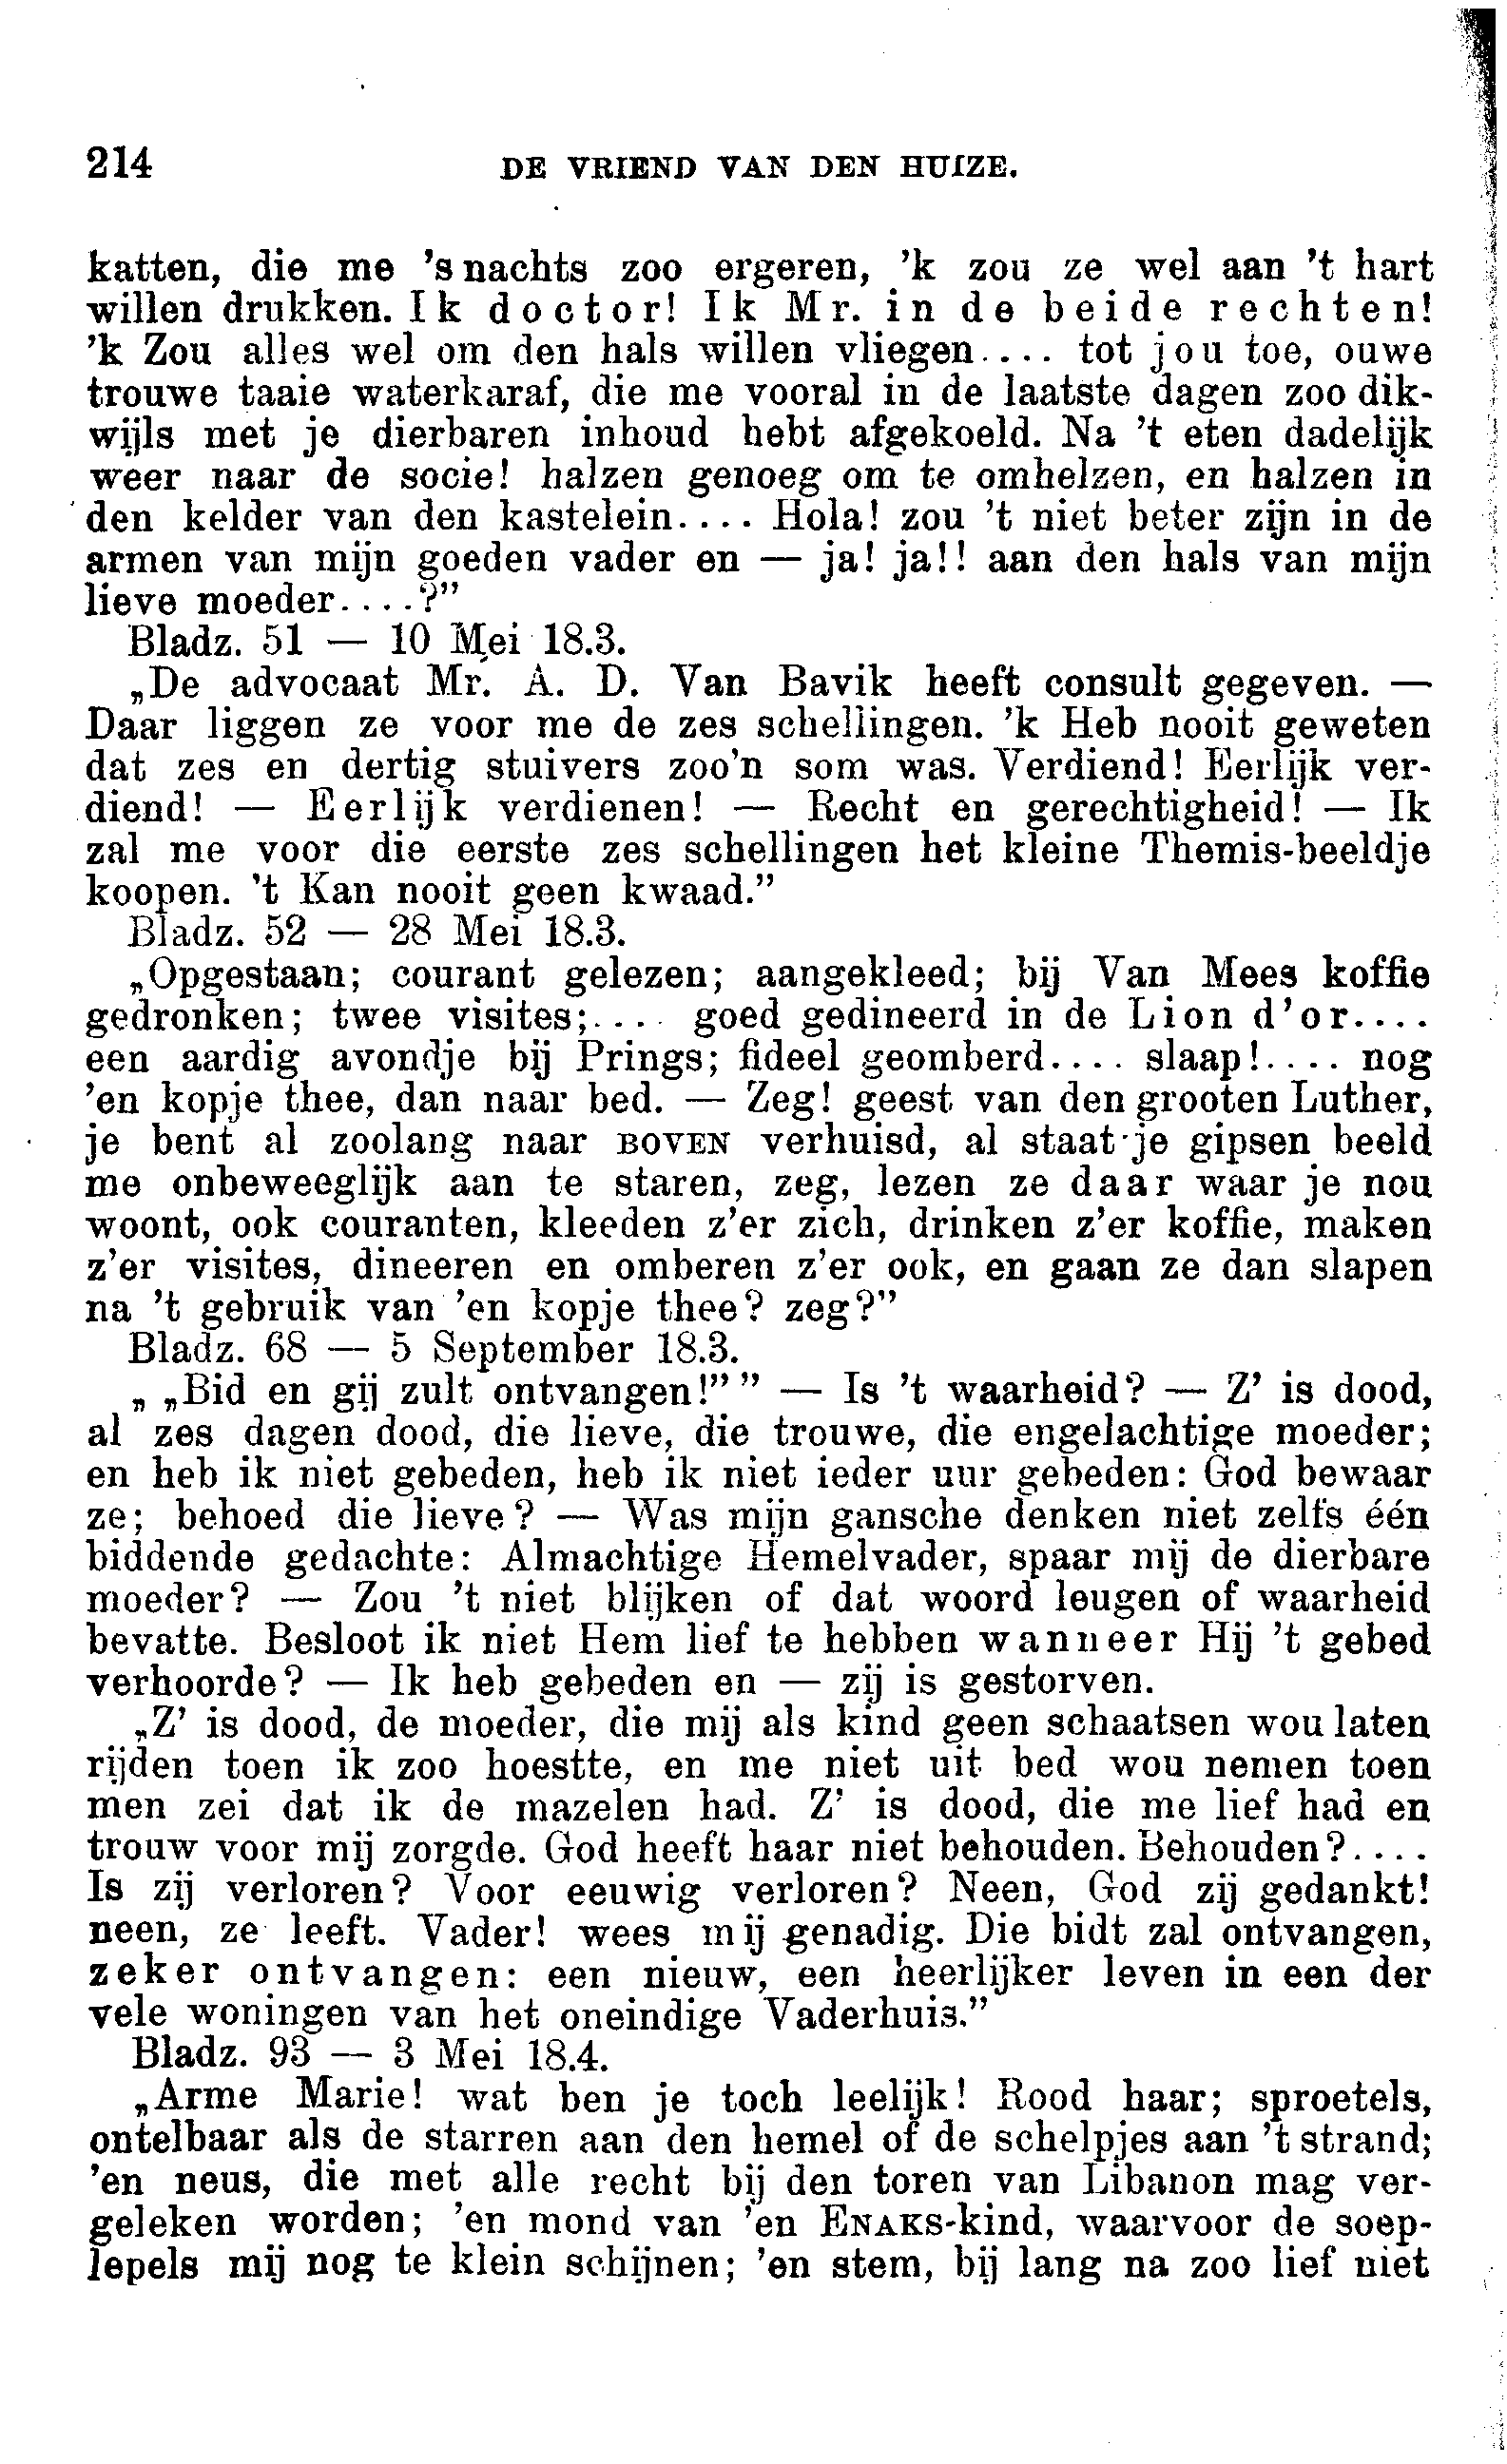 214 DE VRIEND VAN DEN HUIZE.
katten, die me 's nachts zoo ergeren, 'k zou ze wel aan 't hart
willen drukken. Ik doctor! Ik Mr. in de beide rechten!
'k Zou alles wel om den hals willen vliegen.... tot jou toe, ouwe
trouwe taaie waterkaraf, die me vooral in de laatste dagen zoo dik-
wijls met je dierbaren inhoud hebt afgekoeld. Na 't eten dadelijk
weer naar de socie! halzen genoeg om te omhelzen, en halzen in
den kelder van den kastelein.... Hola! zou 't niet beter zijn in de
armen van mijn goeden vader en — ja! ja!! aan den hals van mijn
lieve moeder....?”
Bladz. 51 — 10 Mei 18.3.
„De advocaat Mr. A. D. Van Bavik heeft consult gegeven. —
Daar liggen ze voor me de zes schellingen. 'k Heb nooit geweten
dat zes en dertig stuivers zoo'n som was. Verdiend! Eerlijk ver-
diend! — Eerlijk verdienen! — Recht en gerechtigheid! — Ik
zal me voor die eerste zes schellingen het kleine Themis-beeldje
koopen. 't Kan nooit geen kwaad.”
Bladz. 52 — 28 Mei 18.3.
„Opgestaan; courant gelezen; aangekleed; bij Van Mees koffie
gedronken; twee visites;.... goed gedineerd in de Lion d'or....
een aardig avondje bij Prings; fideel geomberd.... slaap!.... nog
'en kopje thee, dan naar bed. — Zeg! geest van den grooten Luther,
je bent al zoolang naar BOVEN verhuisd, al staat je gipsen beeld
me onbeweeglijk aan te staren, zeg, lezen ze daar waar je nou
woont, ook couranten, kleeden z'er zich, drinken z'er koffie, maken
z'er visites, dineeren en omberen z'er ook, en gaan ze dan slapen
na 't gebruik van 'en kopje thee? zeg?”
Bladz. 68 — 5 September 18.3.
„ „Bid en gij zult ontvangen!” ” — Is 't waarheid? — Z' is dood,
al zes dagen dood, die lieve, die trouwe, die engelachtige moeder;
en heb ik niet gebeden, heb ik niet ieder uur gebeden: God bewaar
ze; behoed die lieve? — Was mijn gansche denken niet zelfs één
biddende gedachte: Almachtige Hemelvader, spaar mij de dierbare
moeder? — Zou 't niet blijken of dat woord leugen of waarheid
bevatte. Besloot ik niet Hem lief te hebben wanneer Hij 't gebed
verhoorde? — Ik heb gebeden en — zij is gestorven.
„Z' is dood, de moeder, die mij als kind geen schaatsen wou laten
rijden toen ik zoo hoestte, en me niet uit bed wou nemen toen
men zei dat ik de mazelen had. Z' is dood, die me lief had en
trouw voor mij zorgde. God heeft haar niet behouden. Behouden?....
Is zij verloren? Voor eeuwig verloren? Neen, God zij gedankt!
neen, ze leeft. Vader! wees mij genadig. Die bidt zal ontvangen,
zeker ontvangen: een nieuw, een heerlijker leven in een der
vele woningen van het oneindige Vaderhuis.”
Bladz. 93 — 3 Mei 18.4.
„Arme Marie! wat ben je toch leelijk! Rood haar; sproetels,
ontelbaar als de starren aan den hemel of de schelpjes aan 't strand;
'en neus, die met alle recht bij den toren van Libanon mag ver-
geleken worden; 'en mond van 'en ENAKS-kind, waarvoor de soep-
lepels mij nog te klein schijnen; 'en stem, bij lang na zoo lief niet